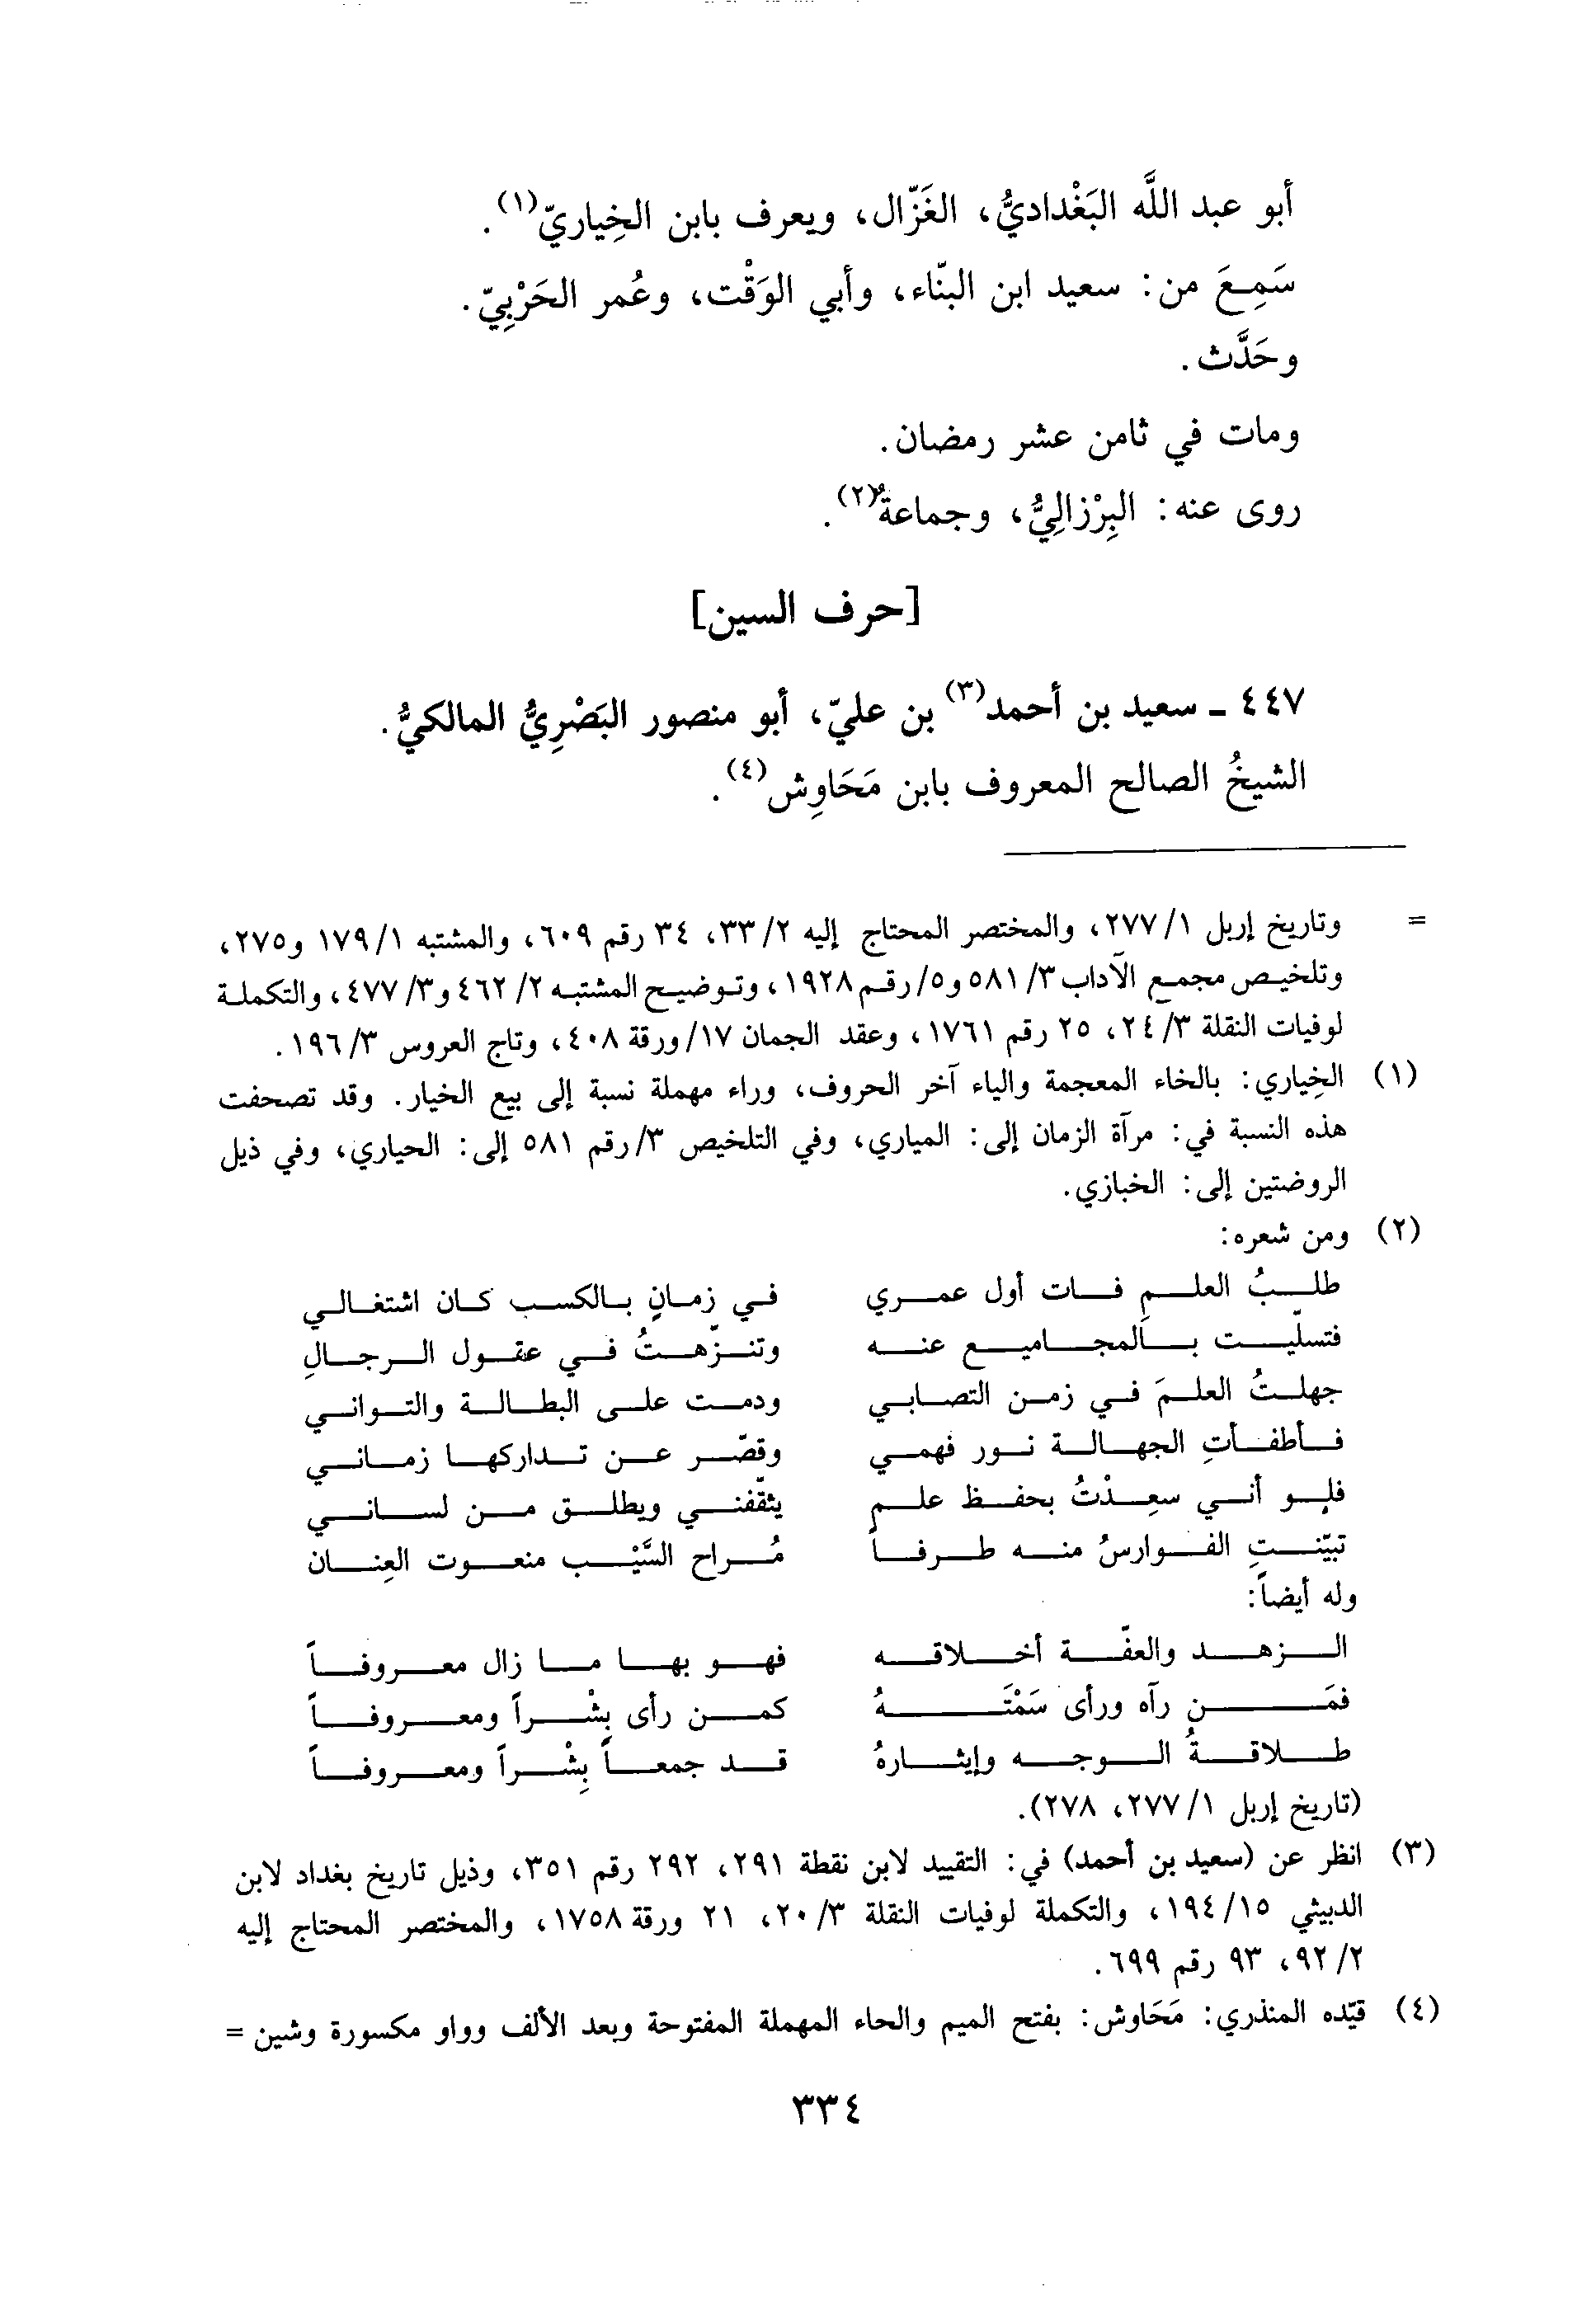 أبو عبد اللَّه البَغْداديُّ، الغَزّال، ويعرف بابن الخِياريّ(١).
سَمِعَ من: سعيد ابن البنّاء، وأبي الوَقْت، وعُمر الحَرْبِيّ.
وحَدَّث.
ومات في ثامن عشر رمضان.
روى عنه: البِرْزالِيُّ، وجماعةٌ(٢).
[حرف السين]
٤٤٧ ـ سعيد بن أحمد(٣) بن عليّ، أبو منصور البَصْرِيُّ المالكيُّ.
الشيخُ الصالح المعروف بابن مَحَاوِش(٤).
= وتاريخ إربل ١/ ٢٧٧، والمختصر المحتاج إليه ٢/ ٣٣، ٣٤ رقم ٦٠٩، والمشتبه ١/ ١٧٩ و٢٧٥،
وتلخيص مجمع الآداب ٣/ ٥٨١ و٥/ رقم ١٩٢٨، وتوضيح المشتبه ٢/ ٤٦٢ و٣/ ٤٧٧، والتكملة
لوفيات النقلة ٣/ ٢٤، ٢٥ رقم ١٧٦١، وعقد الجمان ١٧/ ورقة ٤٠٨، وتاج العروس ٣/ ١٩٦.
(١) الخِياري: بالخاء المعجمة والياء آخر الحروف، وراء مهملة نسبة إلى بيع الخيار. وقد تصحفت
هذه النسبة في: مرآة الزمان إلى: المياري، وفي التلخيص ٣/ رقم ٥٨١ إلى: الحياري، وفي ذيل
الروضتين إلى: الخبازي.
(٢) ومن شعره:
طلبُ العلمِ فات أول عمري في زمانٍ بالكسب كان اشتغالي
فتسلّيت بالمجاميع عنه وتنزّهتُ في عقول الرجالِ
جهلتُ العلمَ في زمن التصابي ودمت على البطالة والتواني
فأطفأتِ الجهالة نور فهمي وقصّر عن تداركها زماني
فلو أني سعِدْتُ بحفظ علم يثقّفني ويطلق من لساني
تبيّنتِ الفوارسُ منه طرفاً مُراح السَّيْب منعوت العِنان
وله أيضاً:
الزهد والعفّة أخلاقه فهو بها ما زال معروفاً
فمَن رآه ورأى سَمْتَهُ كمن رأى بِشْراً ومعروفاً
طلاقةُ الوجه وإيثارهُ قد جمعاً بِشْراً ومعروفاً
(تاريخ إربل ١/ ٢٧٧، ٢٧٨).
(٣) انظر عن (سعيد بن أحمد) في: التقييد لابن نقطة ٢٩١، ٢٩٢ رقم ٣٥١، وذيل تاريخ بغداد لابن
الدبيثي ١٥/ ١٩٤، والتكملة لوفيات النقلة ٣/ ٢٠، ٢١ ورقة ١٧٥٨، والمختصر المحتاج إليه
٢/ ٩٢، ٩٣ رقم ٦٩٩.
(٤) قيّده المنذري: مَحَاوش: بفتح الميم والحاء المهملة المفتوحة وبعد الألف وواو مكسورة وشين =
٣٣٤